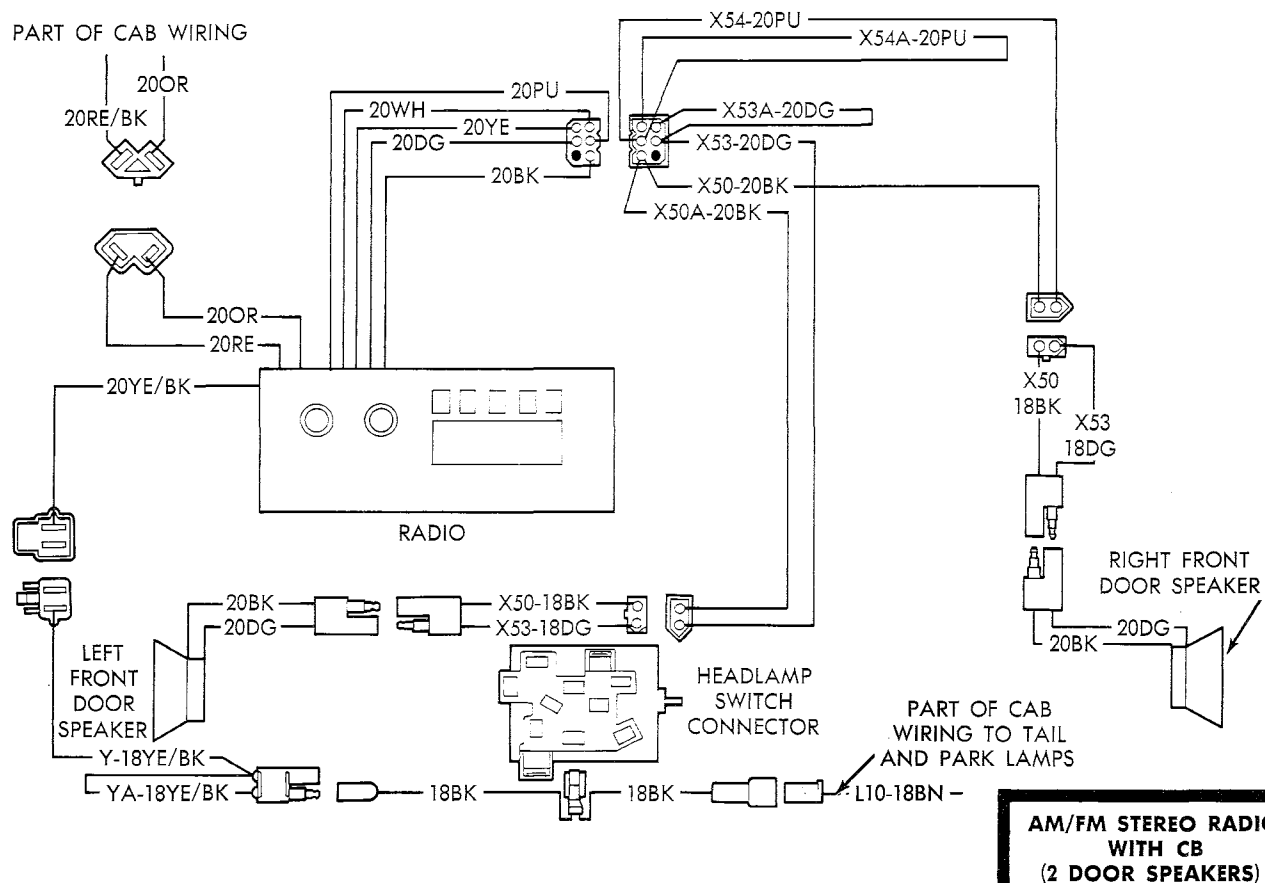 PART OF CAB WIRING
20OR
20RE/BK
X54-20PU
X54A-20PU
20PU
20WH
20YE
20DG
20BK
X53A-20DG
X53-20DG
X50-20BK
X50A-20BK
20OR
20RE
20YE/BK
RADIO
X50
18BK
X53
18DG
RIGHT FRONT
DOOR SPEAKER
20DG
20BK
20BK
20DG
X50-18BK
X53-18DG
LEFT
FRONT
DOOR
SPEAKER
HEADLAMP
SWITCH
CONNECTOR
PART OF CAB
WIRING TO TAIL
AND PARK LAMPS
Y-18YE/BK
YA-18YE/BK
18BK
18BK
L10-18BN
AM/FM STEREO RADIO
WITH CB
(2 DOOR SPEAKERS)